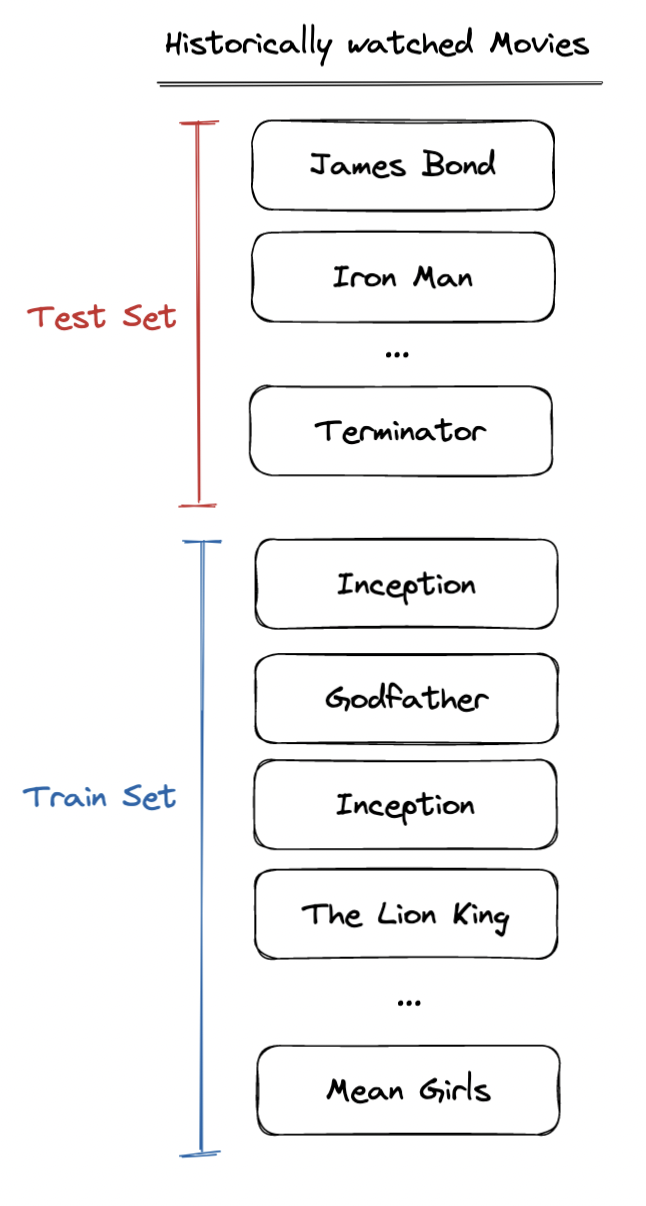 Historically watched Movies
James Bond
Iron Man
Test Set
...
Terminator
Inception
Godfather
Train Set
Inception
The Lion King
...
Mean Girls